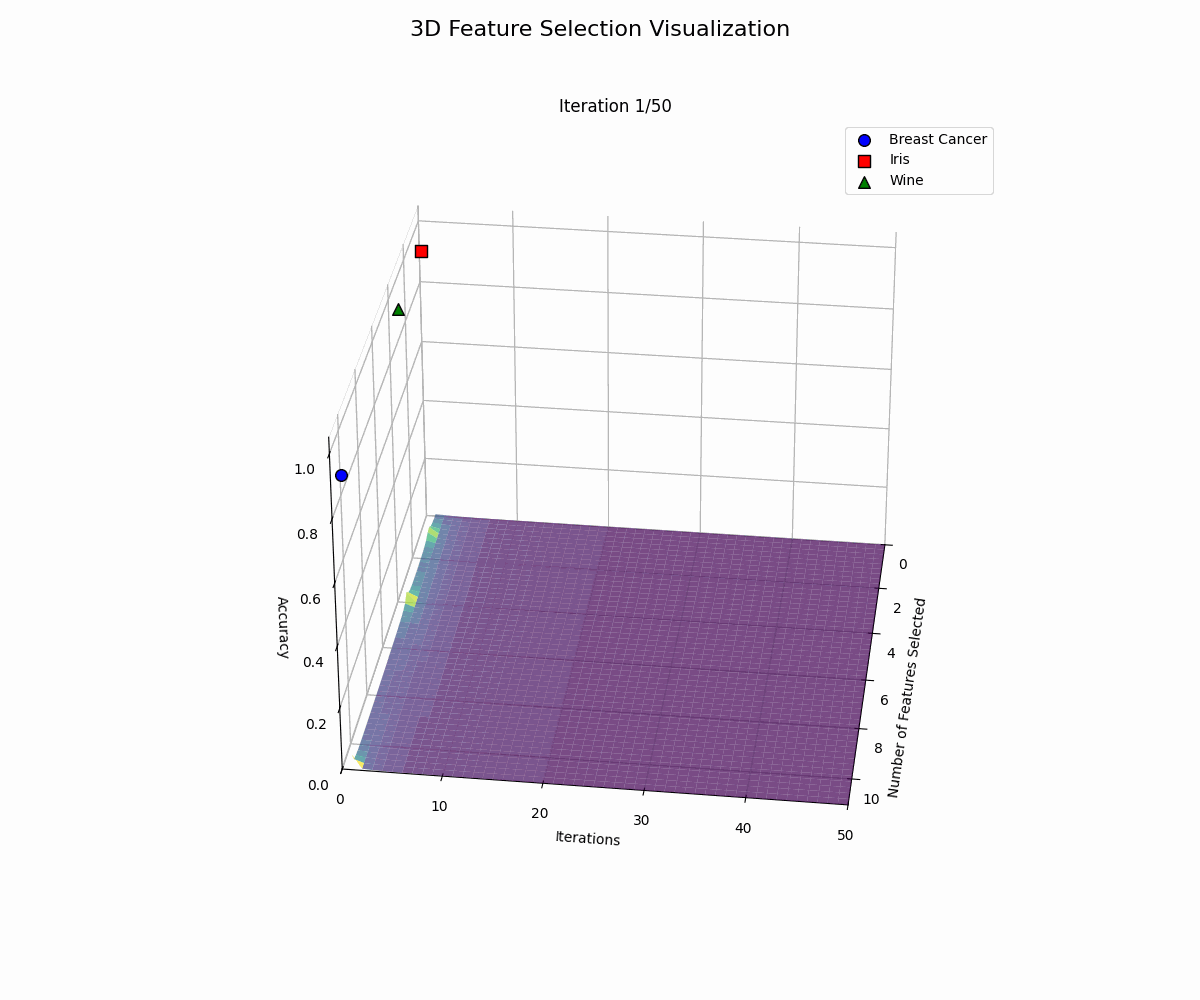 3D Feature Selection Visualization
Iteration 1/50
Breast Cancer
Iris
Wine
1.0
0.8
0.6
0.4
0.2
0.0
Accuracy
0
10
20
30
40
50
Iterations
0
2
4
6
8
10
Number of Features Selected